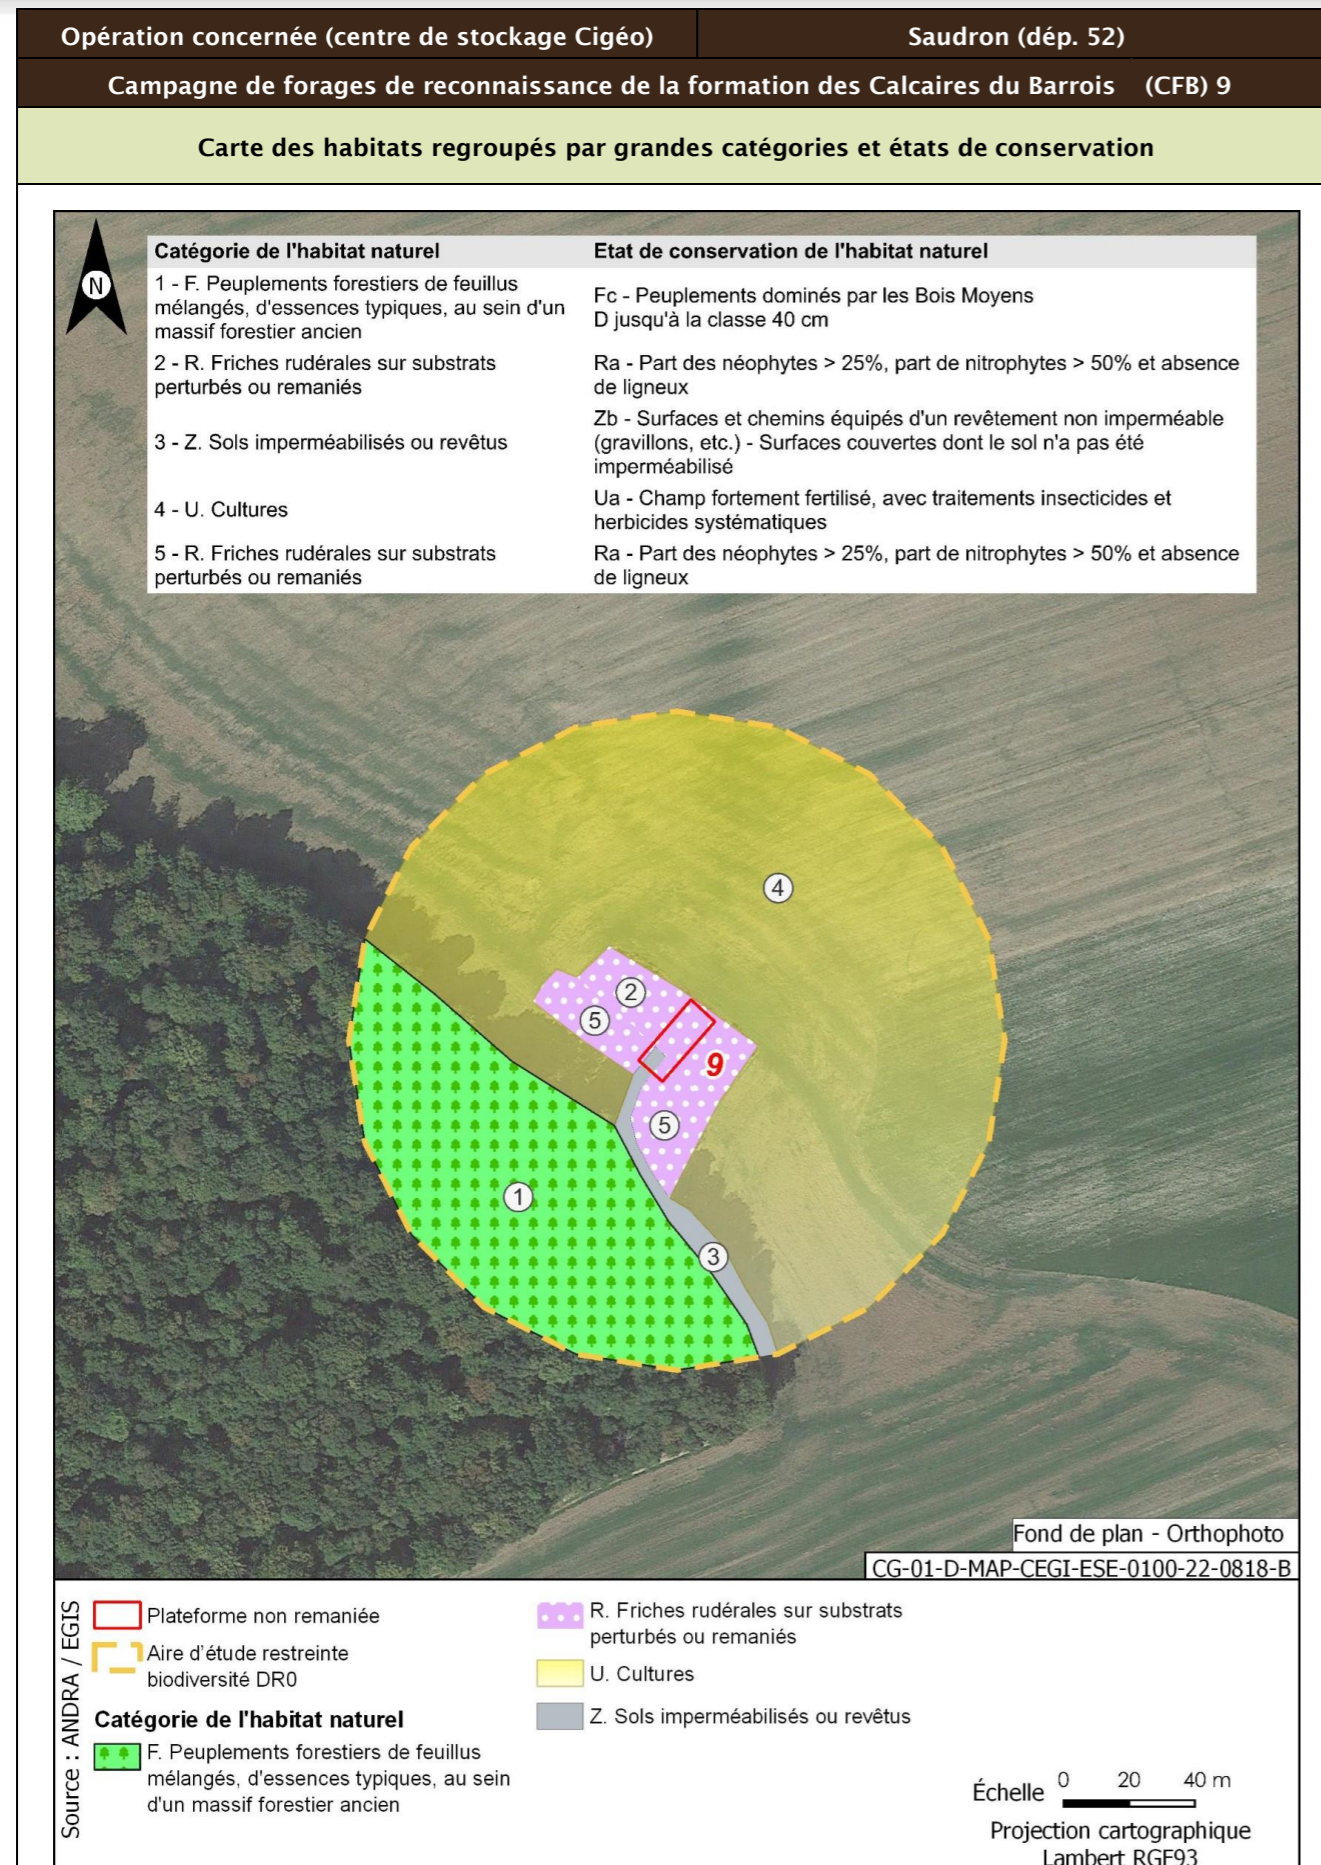 Opération concernée (centre de stockage Cigéo)
Saudron (dép. 52)
Campagne de forages de reconnaissance de la formation des Calcaires du Barrois (CFB) 9
Carte des habitats regroupés par grandes catégories et états de conservation
N
Catégorie de l'habitat naturel
Etat de conservation de l'habitat naturel
1 - F. Peuplements forestiers de feuillus
mélangés, d'essences typiques, au sein d'un
massif forestier ancien
Fc - Peuplements dominés par les Bois Moyens
D jusqu'à la classe 40 cm
2 - R. Friches rudérales sur substrats
perturbés ou remaniés
Ra - Part des néophytes > 25%, part de nitrophytes > 50% et absence
de ligneux
3 - Z. Sols imperméabilisés ou revêtus
Zb - Surfaces et chemins équipés d'un revêtement non imperméable
(gravillons, etc.) - Surfaces couvertes dont le sol n'a pas été
imperméabilisé
4 - U. Cultures
Ua - Champ fortement fertilisé, avec traitements insecticides et
herbicides systématiques
5 - R. Friches rudérales sur substrats
perturbés ou remaniés
Ra - Part des néophytes > 25%, part de nitrophytes > 50% et absence
de ligneux
4
2
5
9
5
1
3
Fond de plan - Orthophoto
CG-01-D-MAP-CEGI-ESE-0100-22-0818-B
Source : ANDRA / EGIS
Plateforme non remaniée
Aire d'étude restreinte
biodiversité DR0
Catégorie de l'habitat naturel
F. Peuplements forestiers de feuillus
mélangés, d'essences typiques, au sein
d'un massif forestier ancien
R. Friches rudérales sur substrats
perturbés ou remaniés
U. Cultures
Z. Sols imperméabilisés ou revêtus
Échelle 0 20 40 m
Projection cartographique
Lambert RGF93